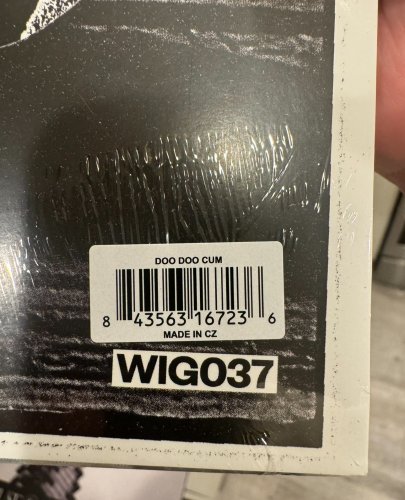 DOO DOO CUM
8 43563 16723 6
MADE IN CZ
WIG037